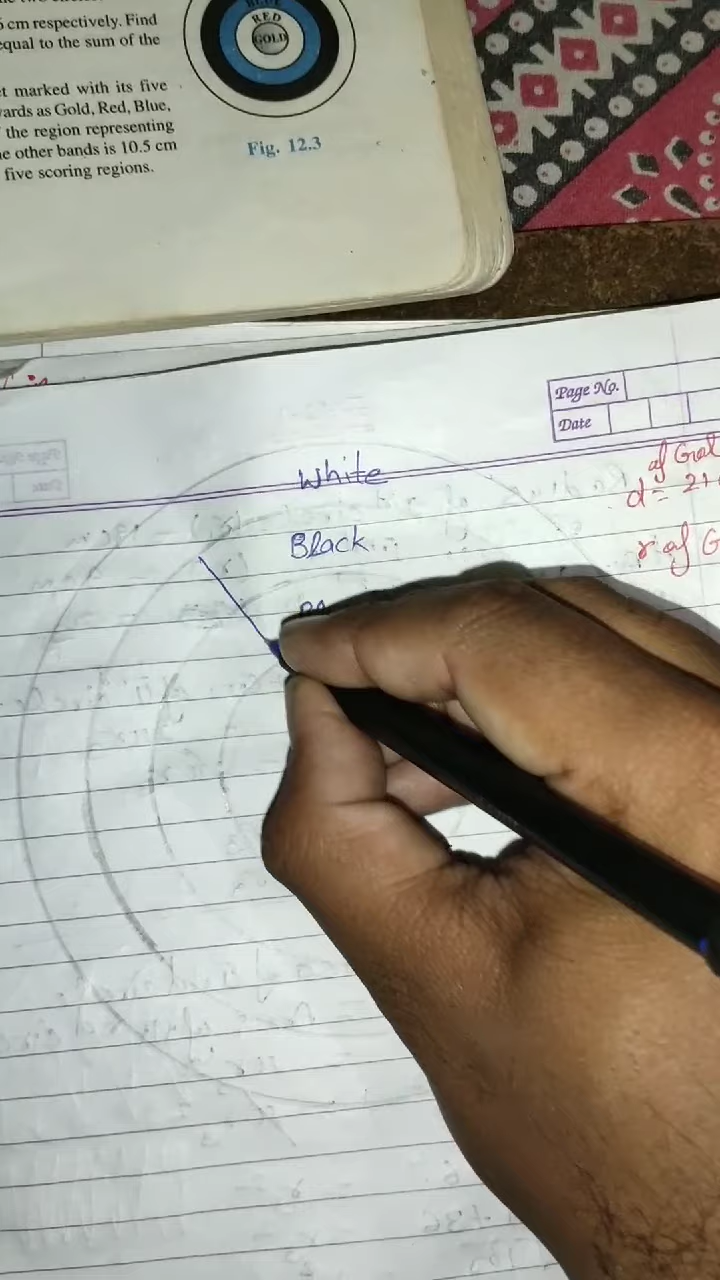 cm respectively. Find
equal to the sum of the
et marked with its five
wards as Gold, Red, Blue,
the region representing
other bands is 10.5 cm
five scoring regions.
RED
GOLD
Fig. 12.3
Page No.
Date
White
Black
of Gol
d = 21
r of G